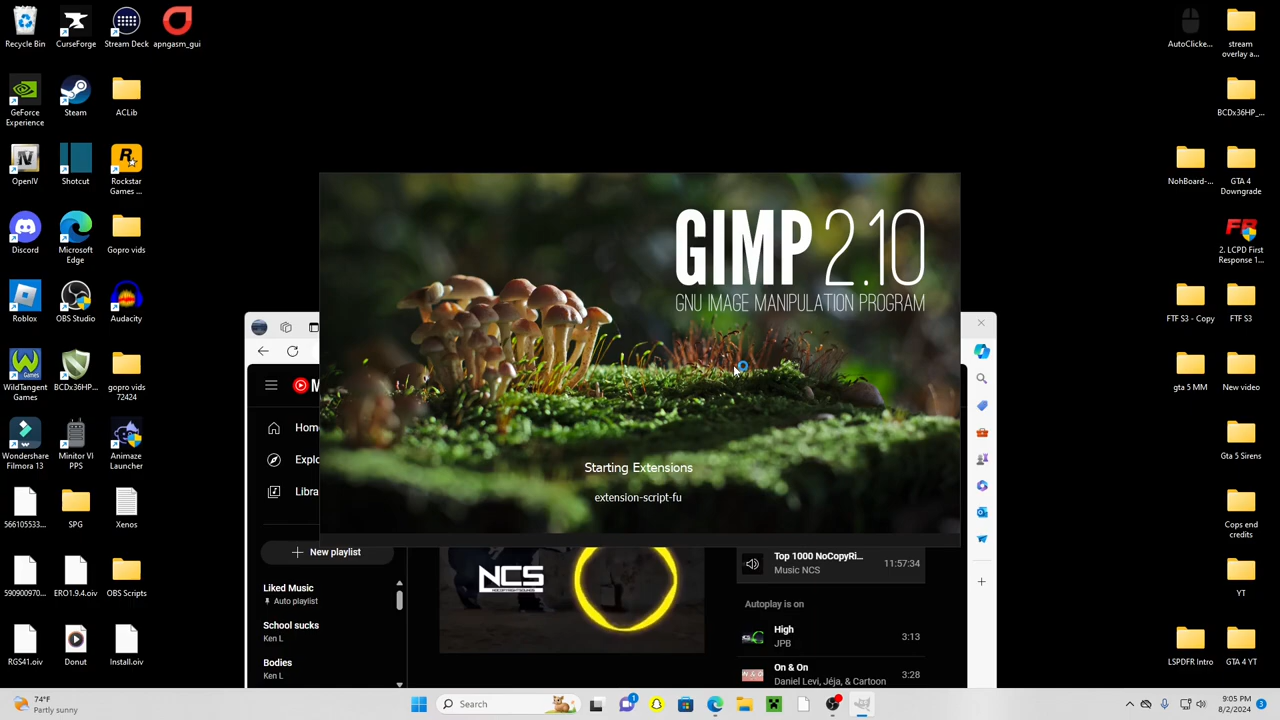 Recycle Bin
CurseForge
Stream Deck
apngasm_gui
GeForce
Experience
Steam
ACLib
OpenIV
Shotcut
Rockstar
Games ...
Discord
Microsoft
Edge
Gopro vids
Roblox
OBS Studio
Audacity
WildTangent
Games
BCDx36HP...
gopro vids
72424
Wondershare
Filmora 13
Minitor VI
PPS
Animaze
Launcher
566105533...
SPG
Xenos
590900970...
ERO1.9.4.oiv
OBS Scripts
RGS41.oiv
Donut
Install.oiv
GIMP 2.10
GNU IMAGE MANIPULATION PROGRAM
Starting Extensions
extension-script-fu
M
Hom
Explo
Libra
New playlist
Liked Music
Auto playlist
School sucks
Ken L
Bodies
Ken L
NCS
NOCOPYRIGHTSOUNDS
Top 1000 NoCopyRi...
Music NCS
11:57:34
Autoplay is on
High
JPB
3:13
On & On
Daniel Levi, Jéja, & Cartoon
3:28
AutoClicke...
stream
overlay a...
BCDx36HP_...
NohBoard-...
GTA 4
Downgrade
FR
2. LCPD First
Response 1...
FTF S3 - Copy
FTF S3
gta 5 MM
New video
Gta 5 Sirens
Cops end
credits
YT
LSPDFR Intro
GTA 4 YT
74°F
Partly sunny
Search
1
9:05 PM
8/2/2024
3